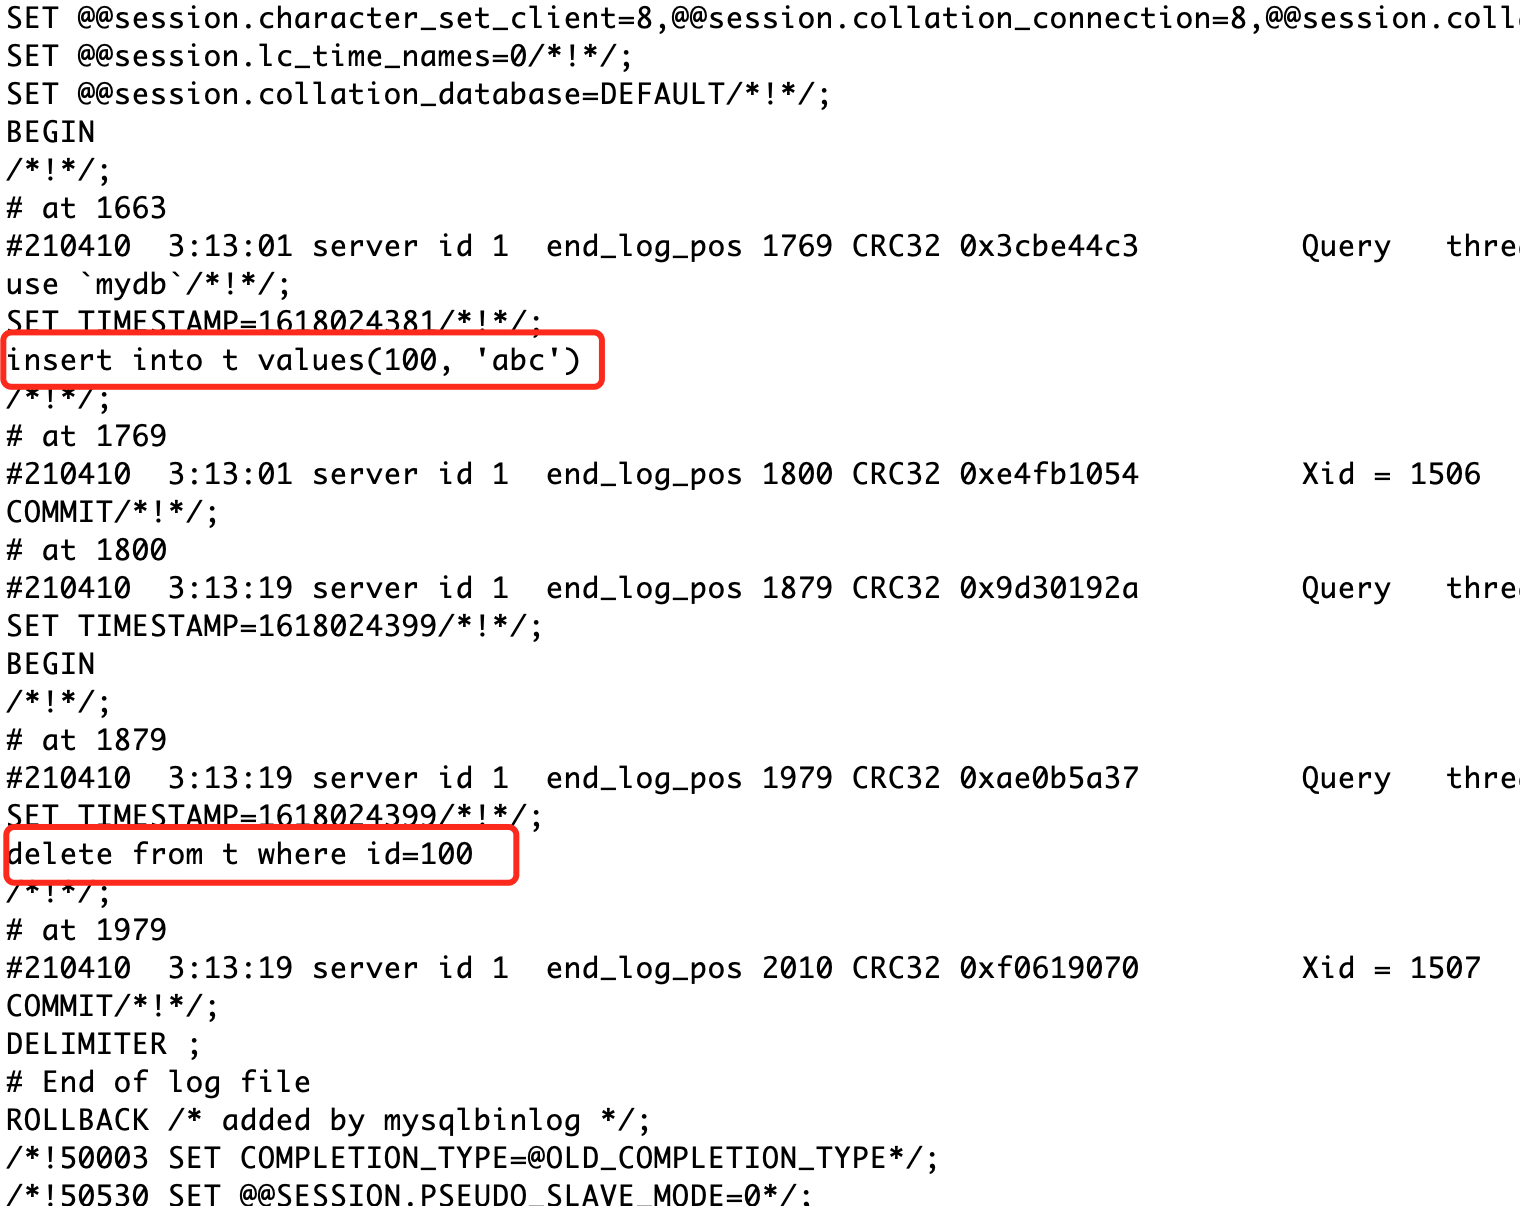 SET @@session.character_set_client=8,@@session.collation_connection=8,@@session.coll
SET @@session.lc_time_names=0/*!*/;
SET @@session.collation_database=DEFAULT/*!*/;
BEGIN
/*!*/;
# at 1663
#210410  3:13:01 server id 1  end_log_pos 1769 CRC32 0x3cbe44c3         Query   thre
use `mydb`/*!*/;
SET TIMESTAMP=1618024381/*!*/;
insert into t values(100, 'abc')
/*!*/;
# at 1769
#210410  3:13:01 server id 1  end_log_pos 1800 CRC32 0xe4fb1054         Xid = 1506
COMMIT/*!*/;
# at 1800
#210410  3:13:19 server id 1  end_log_pos 1879 CRC32 0x9d30192a         Query   thre
SET TIMESTAMP=1618024399/*!*/;
BEGIN
/*!*/;
# at 1879
#210410  3:13:19 server id 1  end_log_pos 1979 CRC32 0xae0b5a37         Query   thre
SET TIMESTAMP=1618024399/*!*/;
delete from t where id=100
/*!*/;
# at 1979
#210410  3:13:19 server id 1  end_log_pos 2010 CRC32 0xf0619070         Xid = 1507
COMMIT/*!*/;
DELIMITER ;
# End of log file
ROLLBACK /* added by mysqlbinlog */;
/*!50003 SET COMPLETION_TYPE=@OLD_COMPLETION_TYPE*/;
/*!50530 SET @@SESSION.PSEUDO_SLAVE_MODE=0*/;